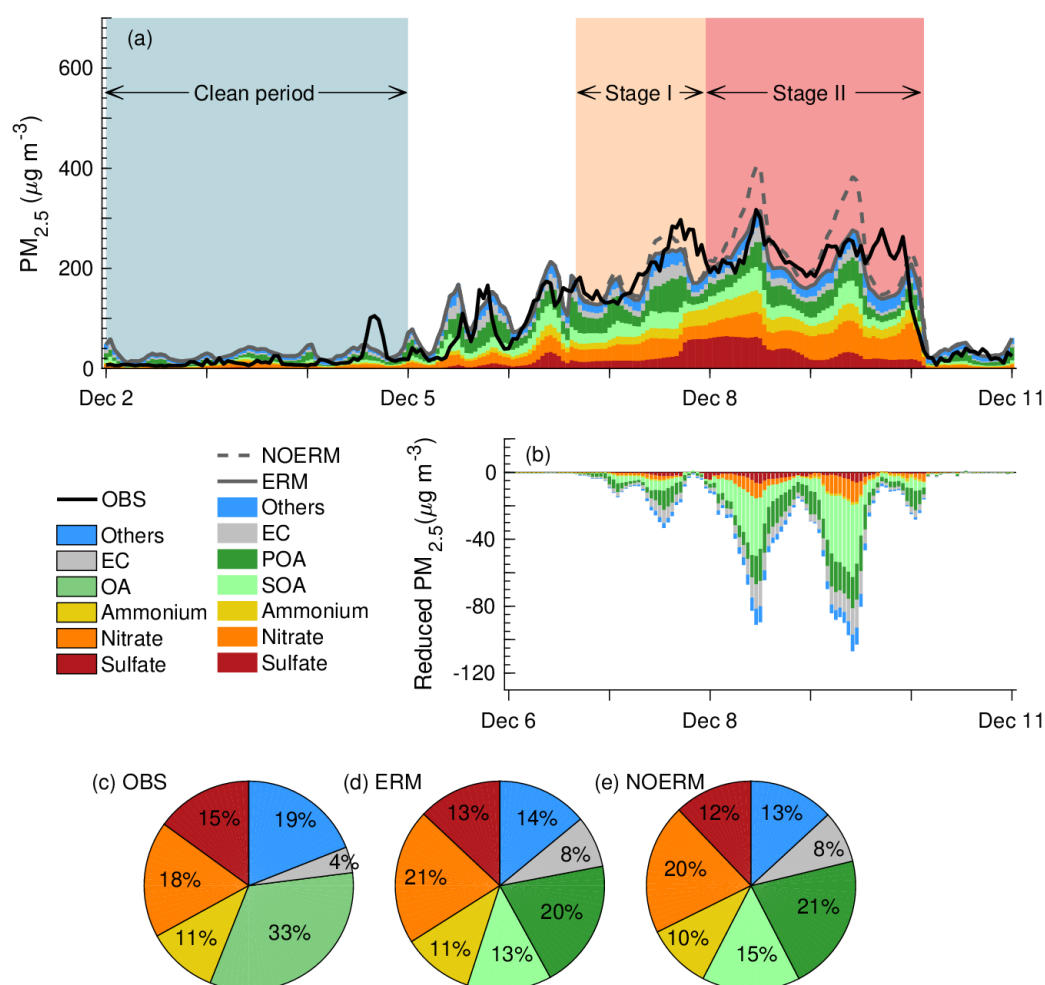 (a)
Clean period
Stage I
Stage II
600
400
200
0
PM2.5 (μg m-3)
Dec 2
Dec 5
Dec 8
Dec 11
OBS
Others
EC
OA
Ammonium
Nitrate
Sulfate
NOERM
ERM
Others
EC
POA
SOA
Ammonium
Nitrate
Sulfate
(b)
0
-40
-80
-120
Reduced PM2.5(μg m-3)
Dec 6
Dec 8
Dec 11
(c) OBS
15%
19%
4%
18%
33%
11%
(d) ERM
13%
14%
8%
21%
20%
11%
13%
(e) NOERM
12%
13%
8%
20%
21%
10%
15%